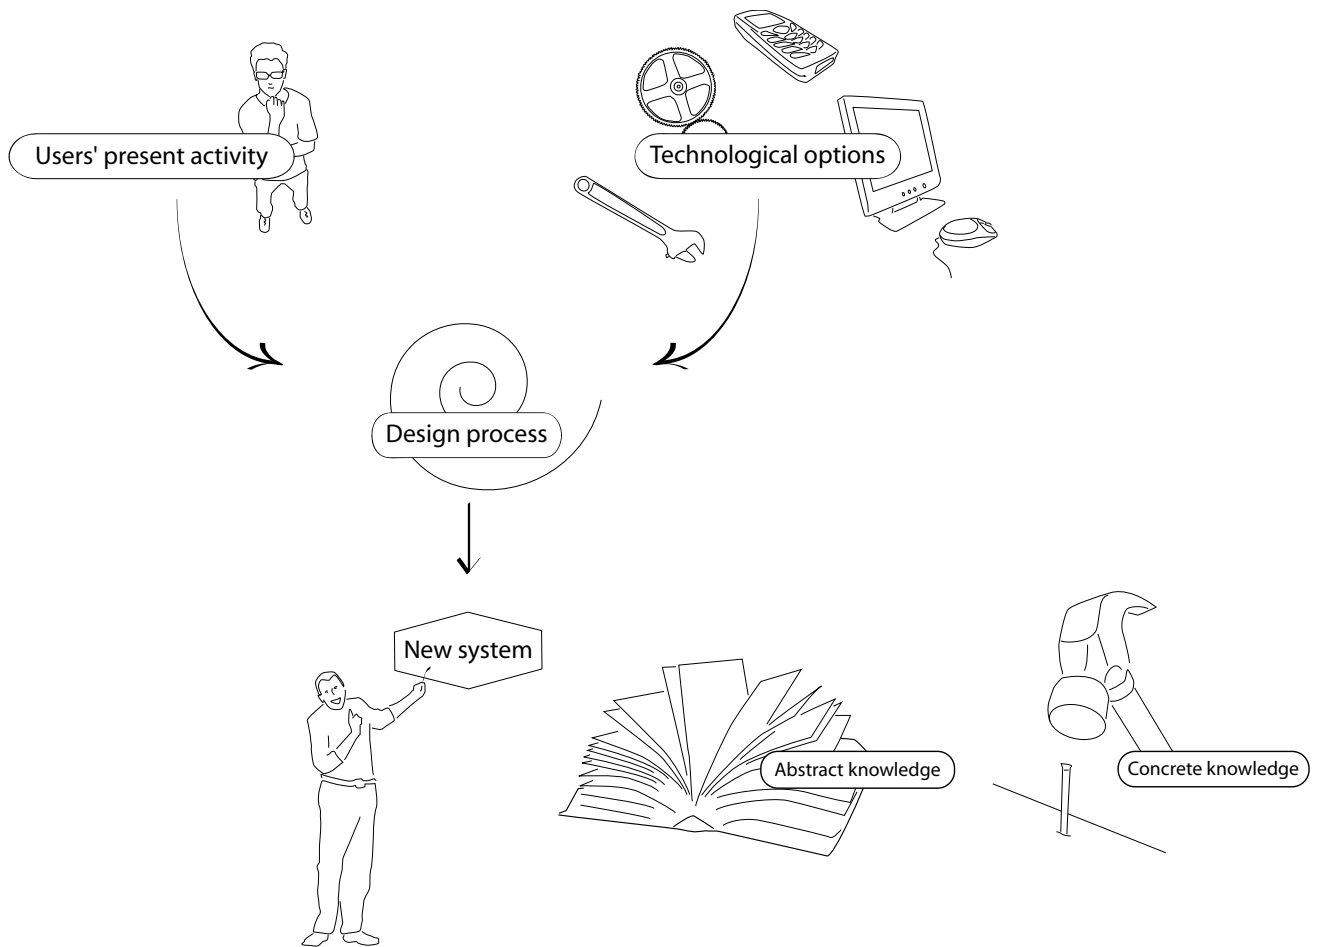 Users' present activity
Technological options
Design process
New system
Abstract knowledge
Concrete knowledge